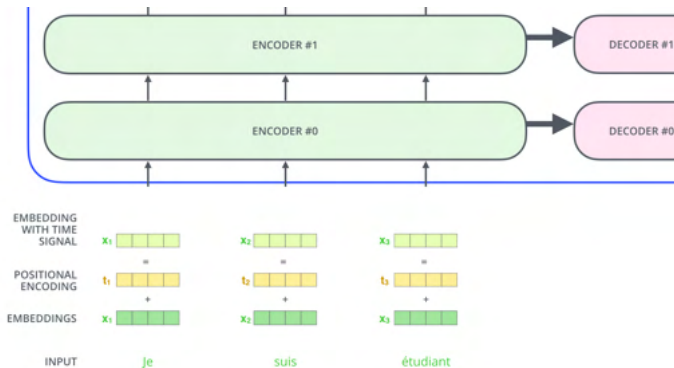 ENCODER #1
DECODER #1
ENCODER #0
DECODER #0
EMBEDDING
WITH TIME
SIGNAL
x₁ x₂ x₃
= = =
POSITIONAL
ENCODING
t₁ t₂ t₃
+ + +
EMBEDDINGS x₁ x₂ x₃
INPUT Je suis étudiant